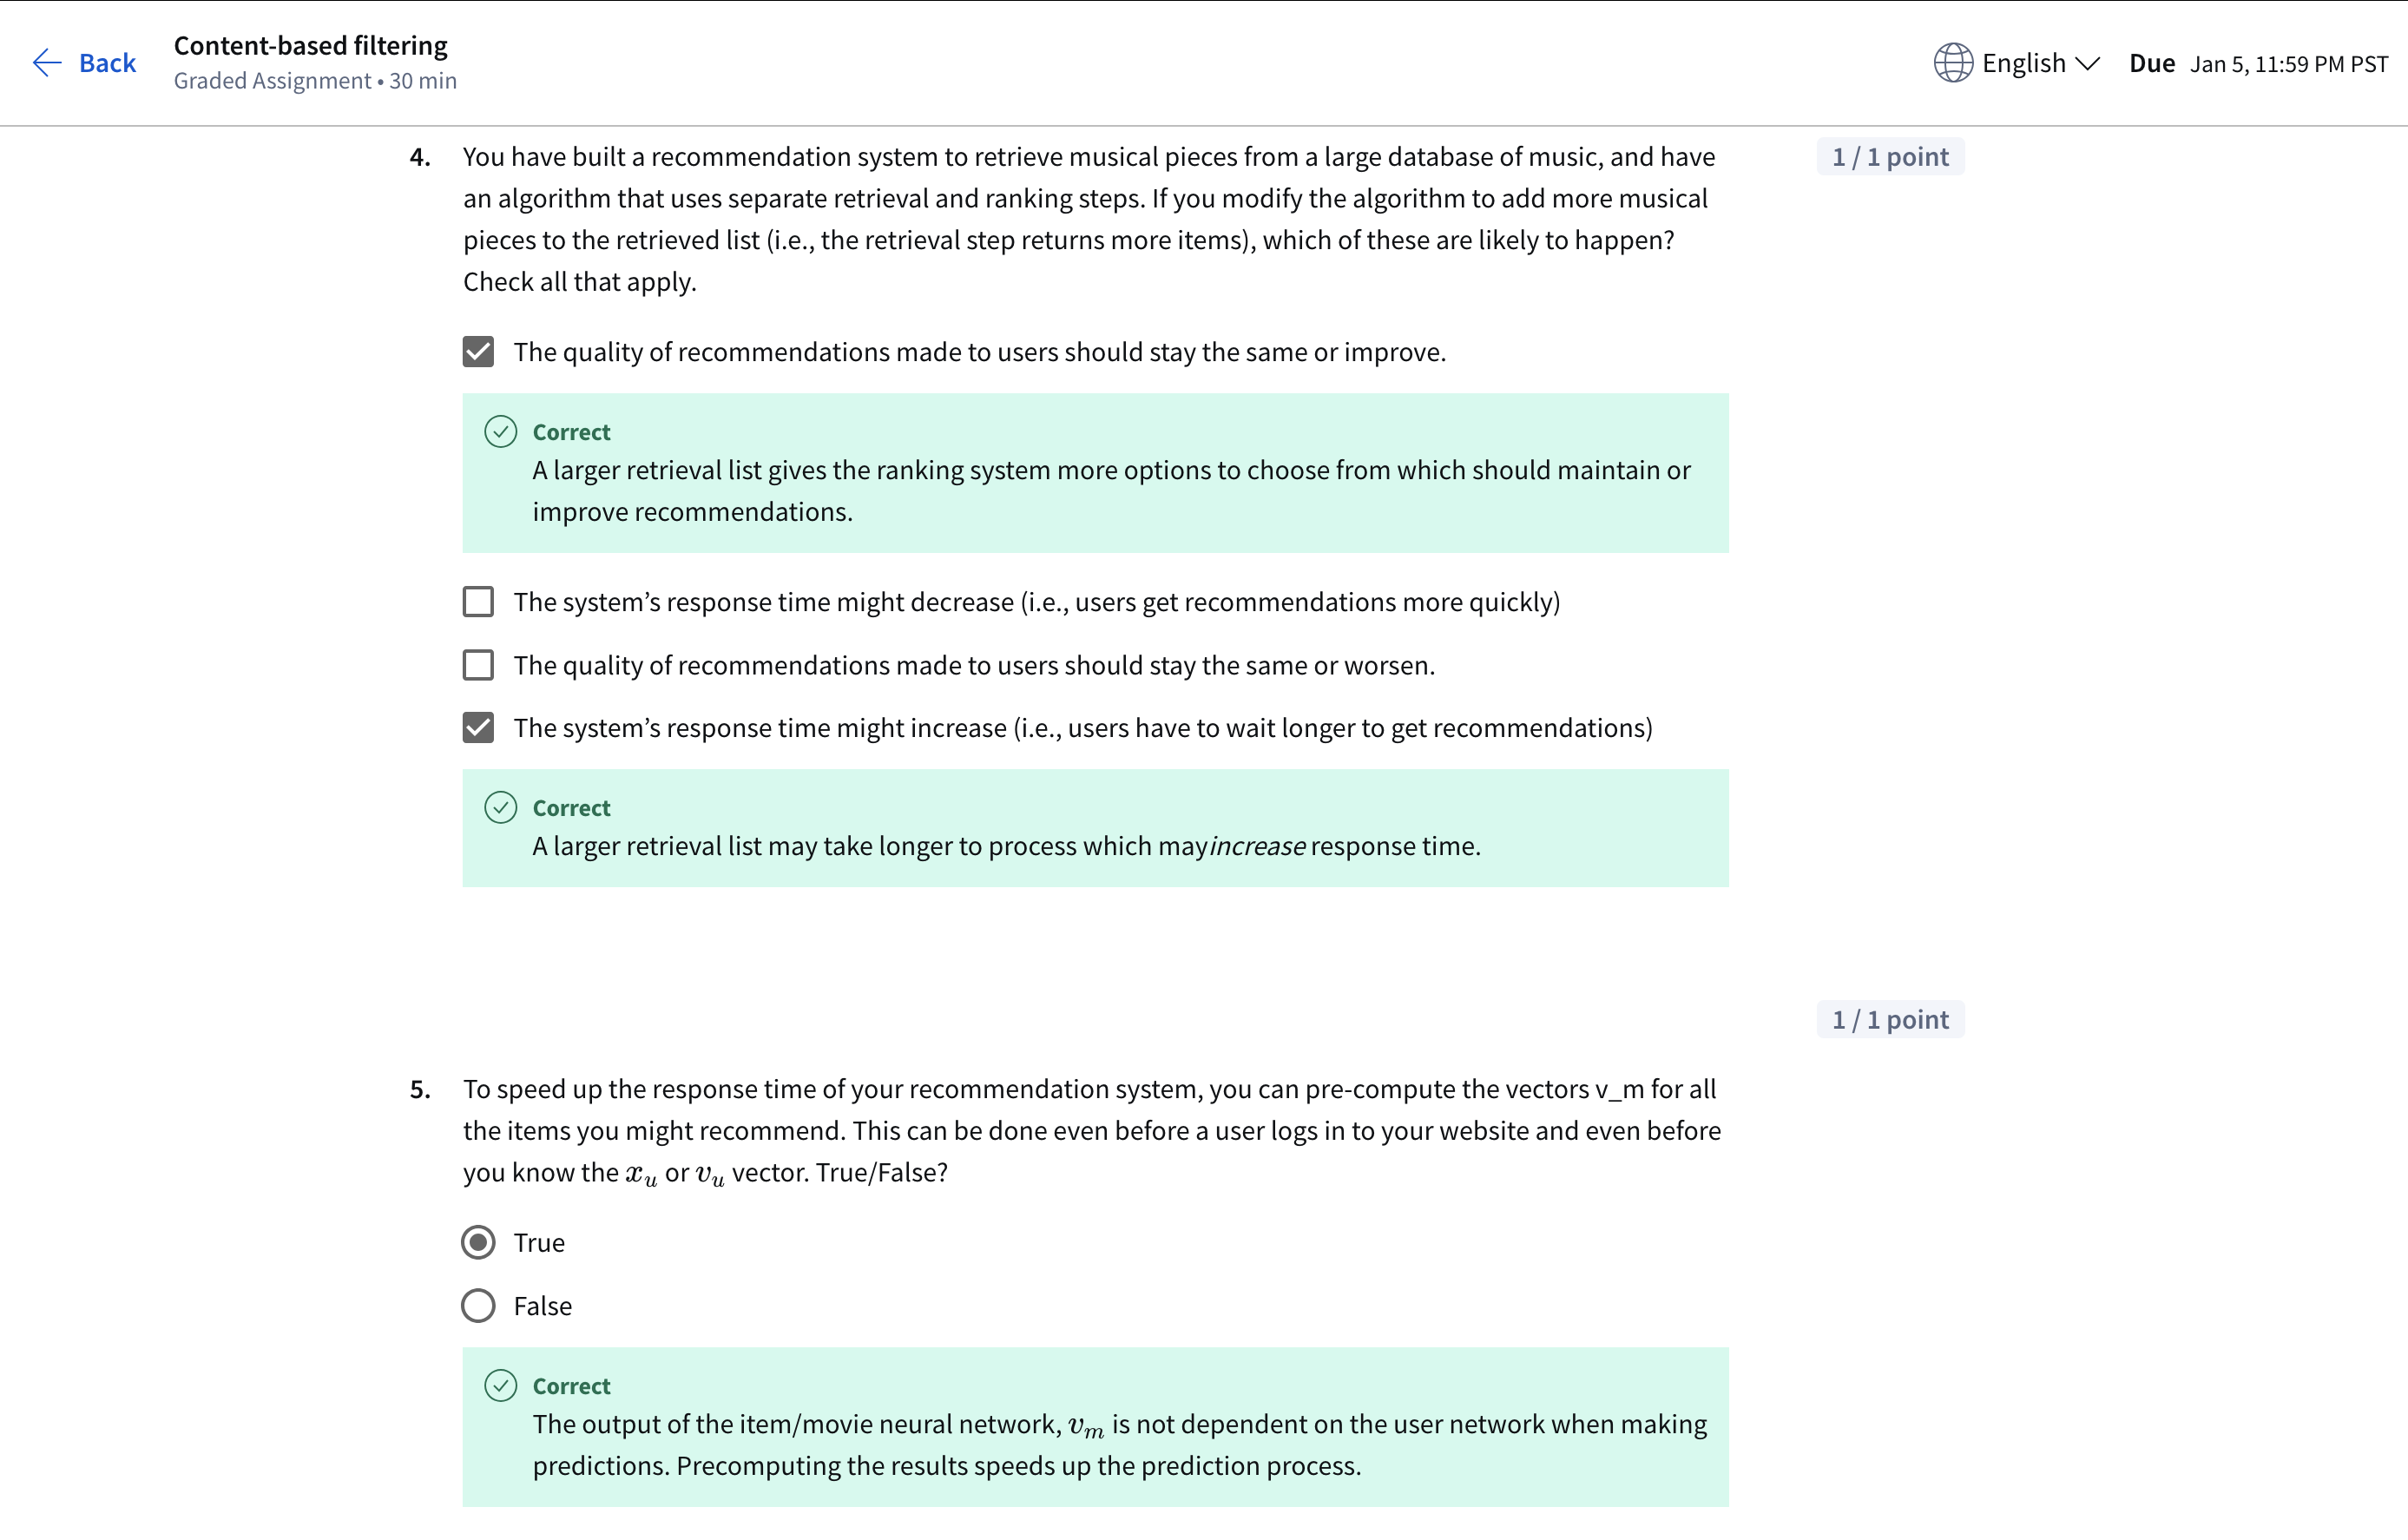 Back
Content-based filtering
Graded Assignment • 30 min
English
Due Jan 5, 11:59 PM PST
4. You have built a recommendation system to retrieve musical pieces from a large database of music, and have
an algorithm that uses separate retrieval and ranking steps. If you modify the algorithm to add more musical
pieces to the retrieved list (i.e., the retrieval step returns more items), which of these are likely to happen?
Check all that apply.
1 / 1 point
The quality of recommendations made to users should stay the same or improve.
Correct
A larger retrieval list gives the ranking system more options to choose from which should maintain or
improve recommendations.
The system’s response time might decrease (i.e., users get recommendations more quickly)
The quality of recommendations made to users should stay the same or worsen.
The system’s response time might increase (i.e., users have to wait longer to get recommendations)
Correct
A larger retrieval list may take longer to process which may increase response time.
1 / 1 point
5. To speed up the response time of your recommendation system, you can pre-compute the vectors v_m for all
the items you might recommend. This can be done even before a user logs in to your website and even before
you know the x_u or v_u vector. True/False?
True
False
Correct
The output of the item/movie neural network, v_m is not dependent on the user network when making
predictions. Precomputing the results speeds up the prediction process.